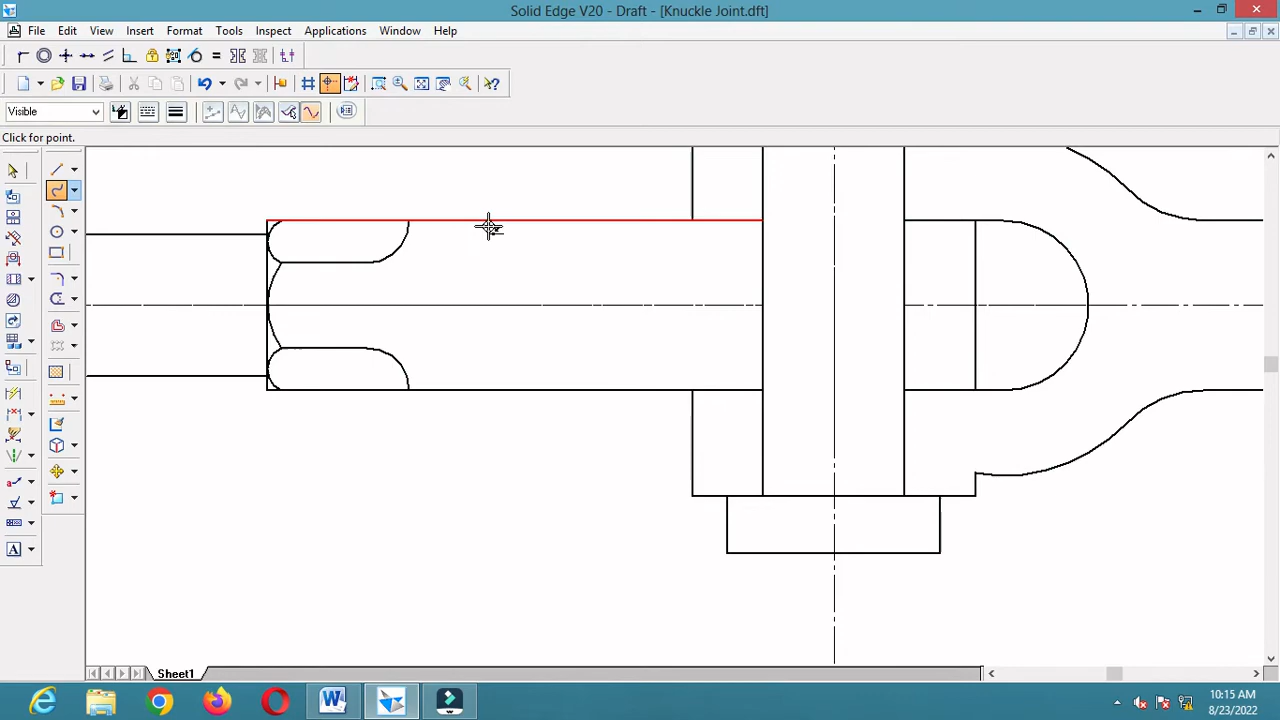 Solid Edge V20 - Draft - [Knuckle Joint.dft]
File Edit View Insert Format Tools Inspect Applications Window Help
Visible
Click for point.
A
Sheet1
W
10:15 AM
8/23/2022